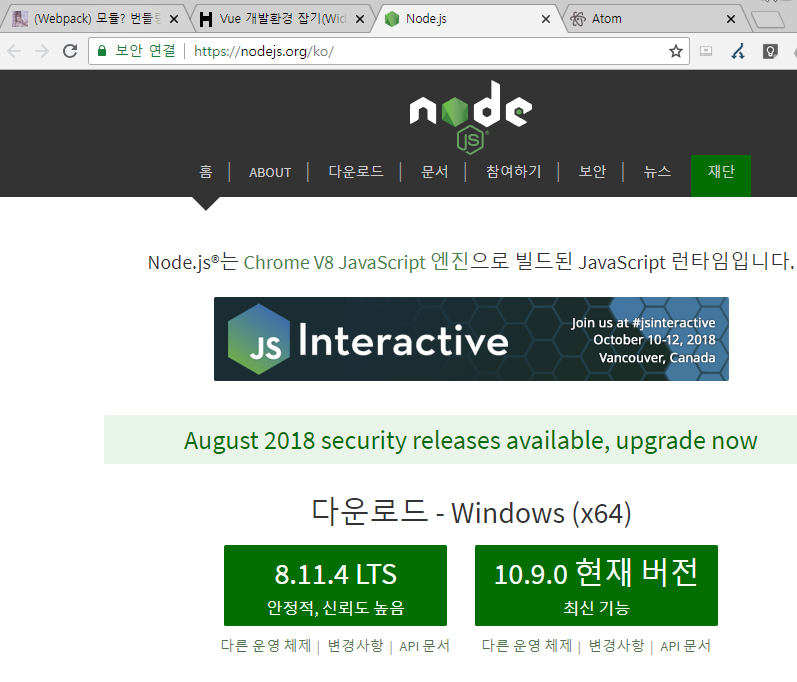 (Webpack) 모듈? 번들링
Vue 개발환경 잡기(Wid
Node.js
Atom
보안 연결
https://nodejs.org/ko/
node
JS
홈
ABOUT
다운로드
문서
참여하기
보안
뉴스
재단
Node.js®는 Chrome V8 JavaScript 엔진으로 빌드된 JavaScript 런타임입니다.
JS Interactive
Join us at #jsinteractive
October 10-12, 2018
Vancouver, Canada
August 2018 security releases available, upgrade now
다운로드 - Windows (x64)
8.11.4 LTS
안정적, 신뢰도 높음
다른 운영 체제 | 변경사항 | API 문서
10.9.0 현재 버전
최신 기능
다른 운영 체제 | 변경사항 | API 문서